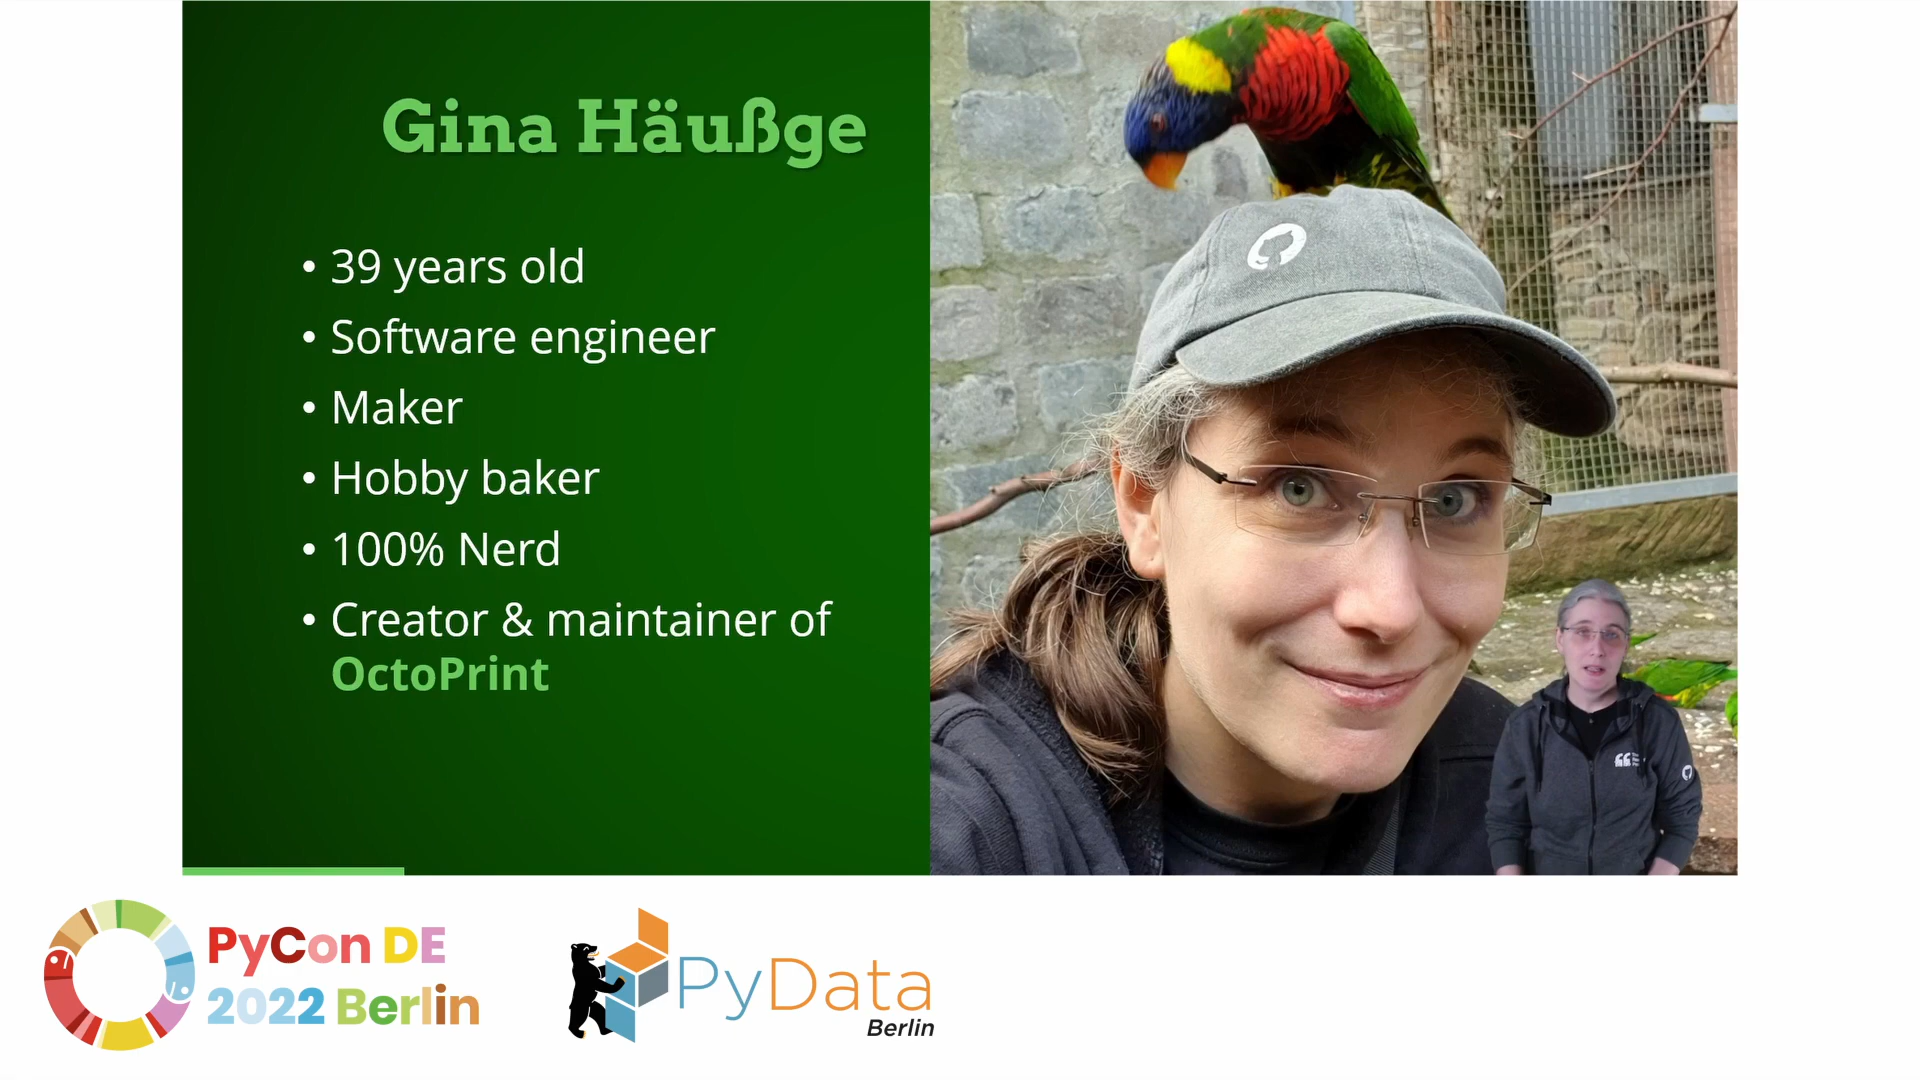 Gina Häußge
• 39 years old
• Software engineer
• Maker
• Hobby baker
• 100% Nerd
• Creator & maintainer of
OctoPrint
PyCon DE
2022 Berlin
PyData
Berlin